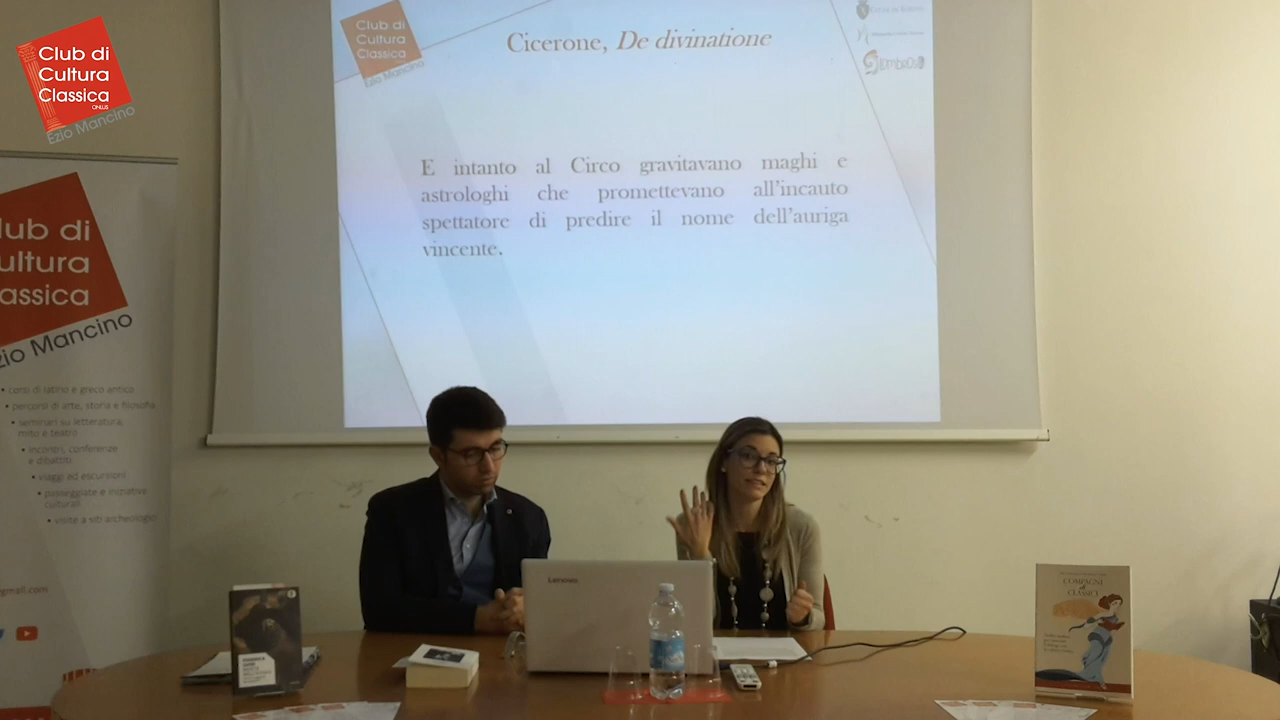 Club di
Cultura
Classica
ONLUS
Ezio Mancino
Club di
Cultura
Classica
Ezio Mancino
Cicerone, De divinatione
E intanto al Circo gravitavano maghi e
astrologhi che promettevano all'incauto
spettatore di predire il nome dell'auriga
vincente.
lub di
ultura
assica
zio Mancino
• corsi di latino e greco antico
• percorsi di arte, storia e filosofia
• seminari su letteratura,
mito e teatro
• incontri, conferenze
e dibattiti
• viaggi ed escursioni
• passeggiate e iniziative
culturali
• visite a siti archeologici
gmail.com
Lenovo
COMPAGNI
di
CLASSICI